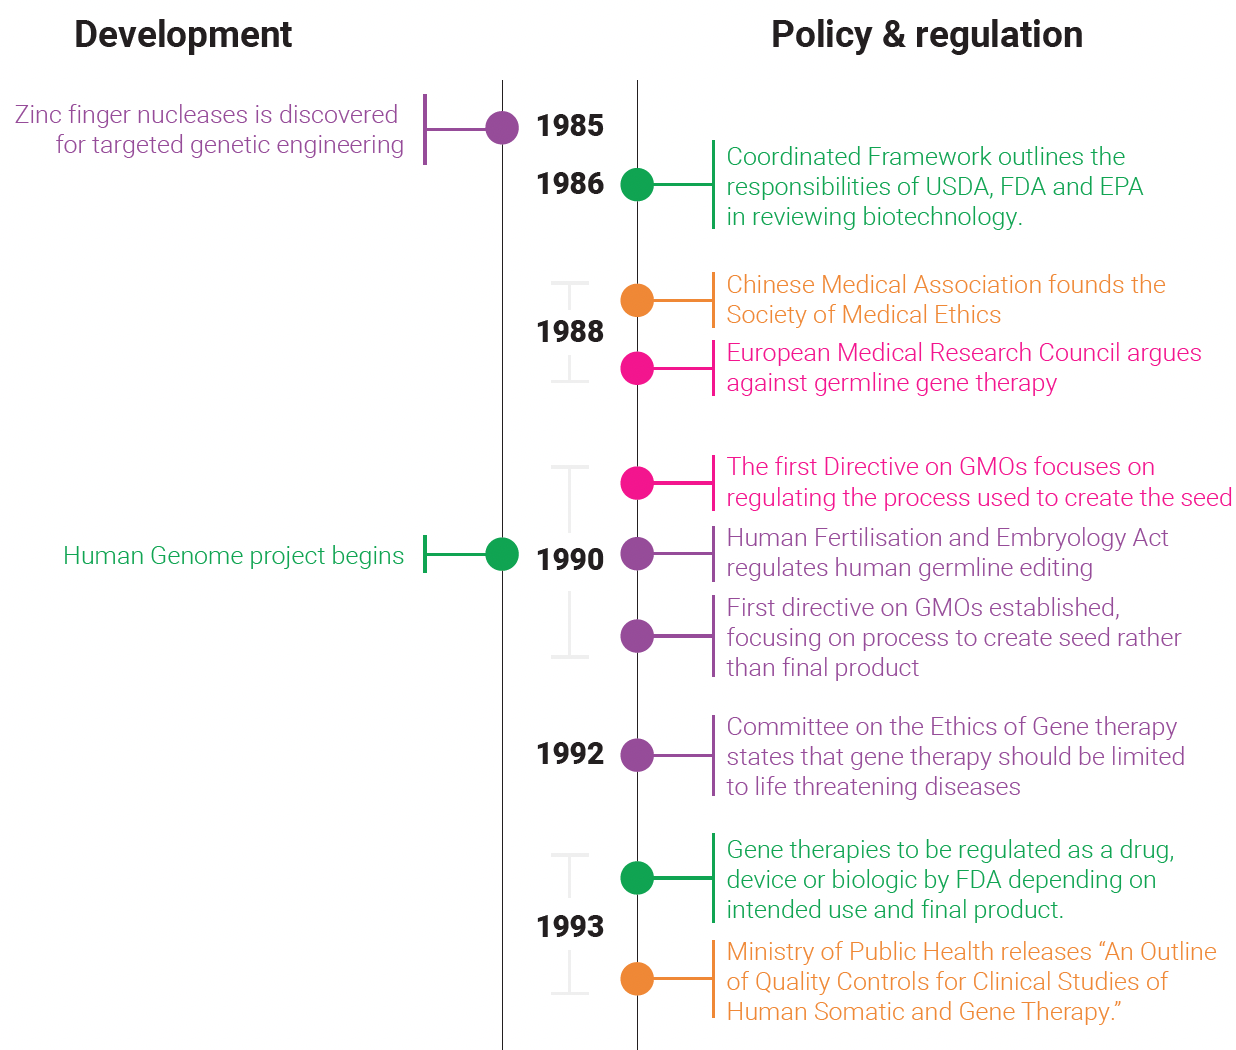 Development
Policy & regulation
Zinc finger nucleases is discovered
for targeted genetic engineering
1985
1986
Coordinated Framework outlines the
responsibilities of USDA, FDA and EPA
in reviewing biotechnology.
1988
Chinese Medical Association founds the
Society of Medical Ethics
European Medical Research Council argues
against germline gene therapy
The first Directive on GMOs focuses on
regulating the process used to create the seed
Human Genome project begins
1990
Human Fertilisation and Embryology Act
regulates human germline editing
First directive on GMOs established,
focusing on process to create seed rather
than final product
1992
Committee on the Ethics of Gene therapy
states that gene therapy should be limited
to life threatening diseases
1993
Gene therapies to be regulated as a drug,
device or biologic by FDA depending on
intended use and final product.
Ministry of Public Health releases “An Outline
of Quality Controls for Clinical Studies of
Human Somatic and Gene Therapy.”